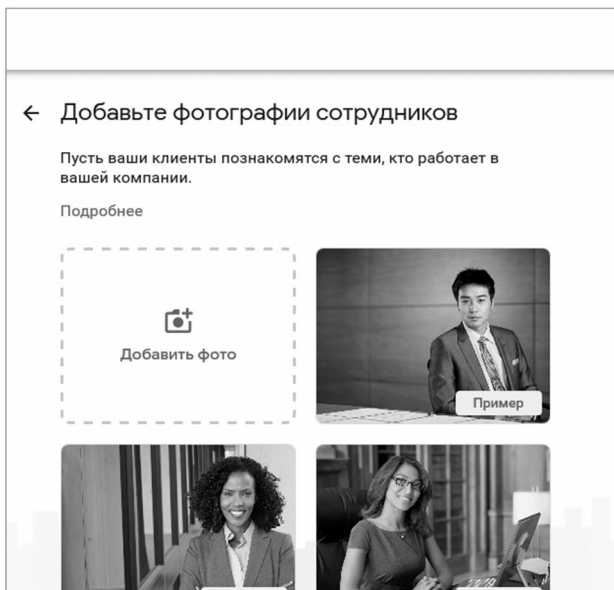 Добавьте фотографии сотрудников
Пусть ваши клиенты познакомятся с теми, кто работает в
вашей компании.
Подробнее
Добавить фото
Пример